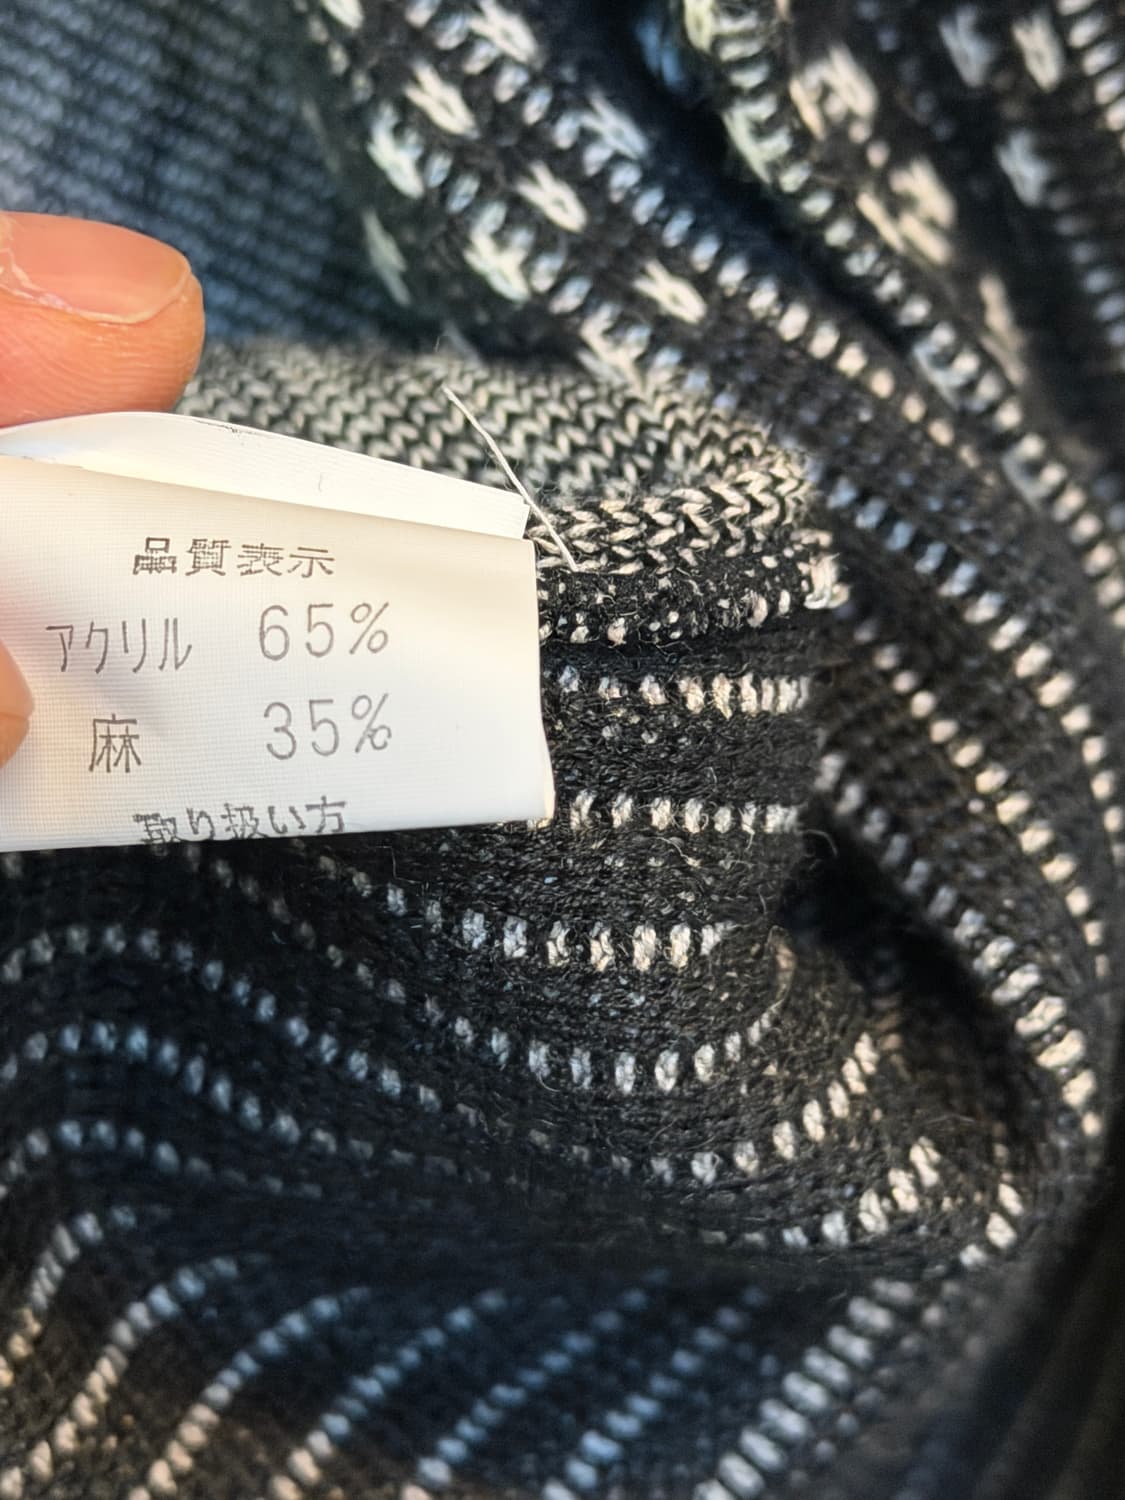 品質表示
アクリル 65%
麻 35%
取り扱い方